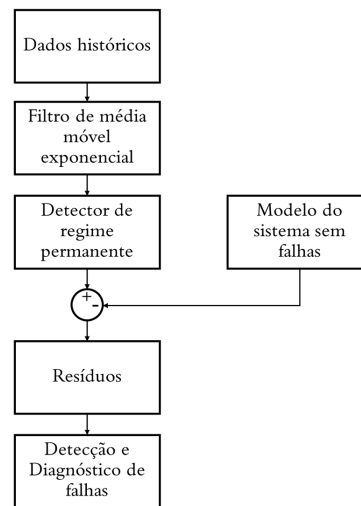 Dados históricos
Filtro de média
móvel
exponencial
Detector de
regime
permanente
Modelo do
sistema sem
falhas
+
-
Resíduos
Detecção e
Diagnóstico de
falhas